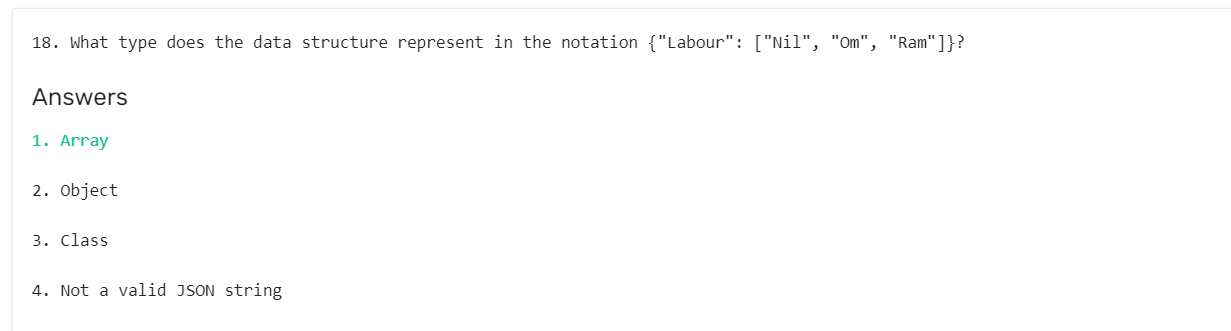 18. What type does the data structure represent in the notation {"Labour": ["Nil", "Om", "Ram"]}?
Answers
1. Array
2. Object
3. Class
4. Not a valid JSON string